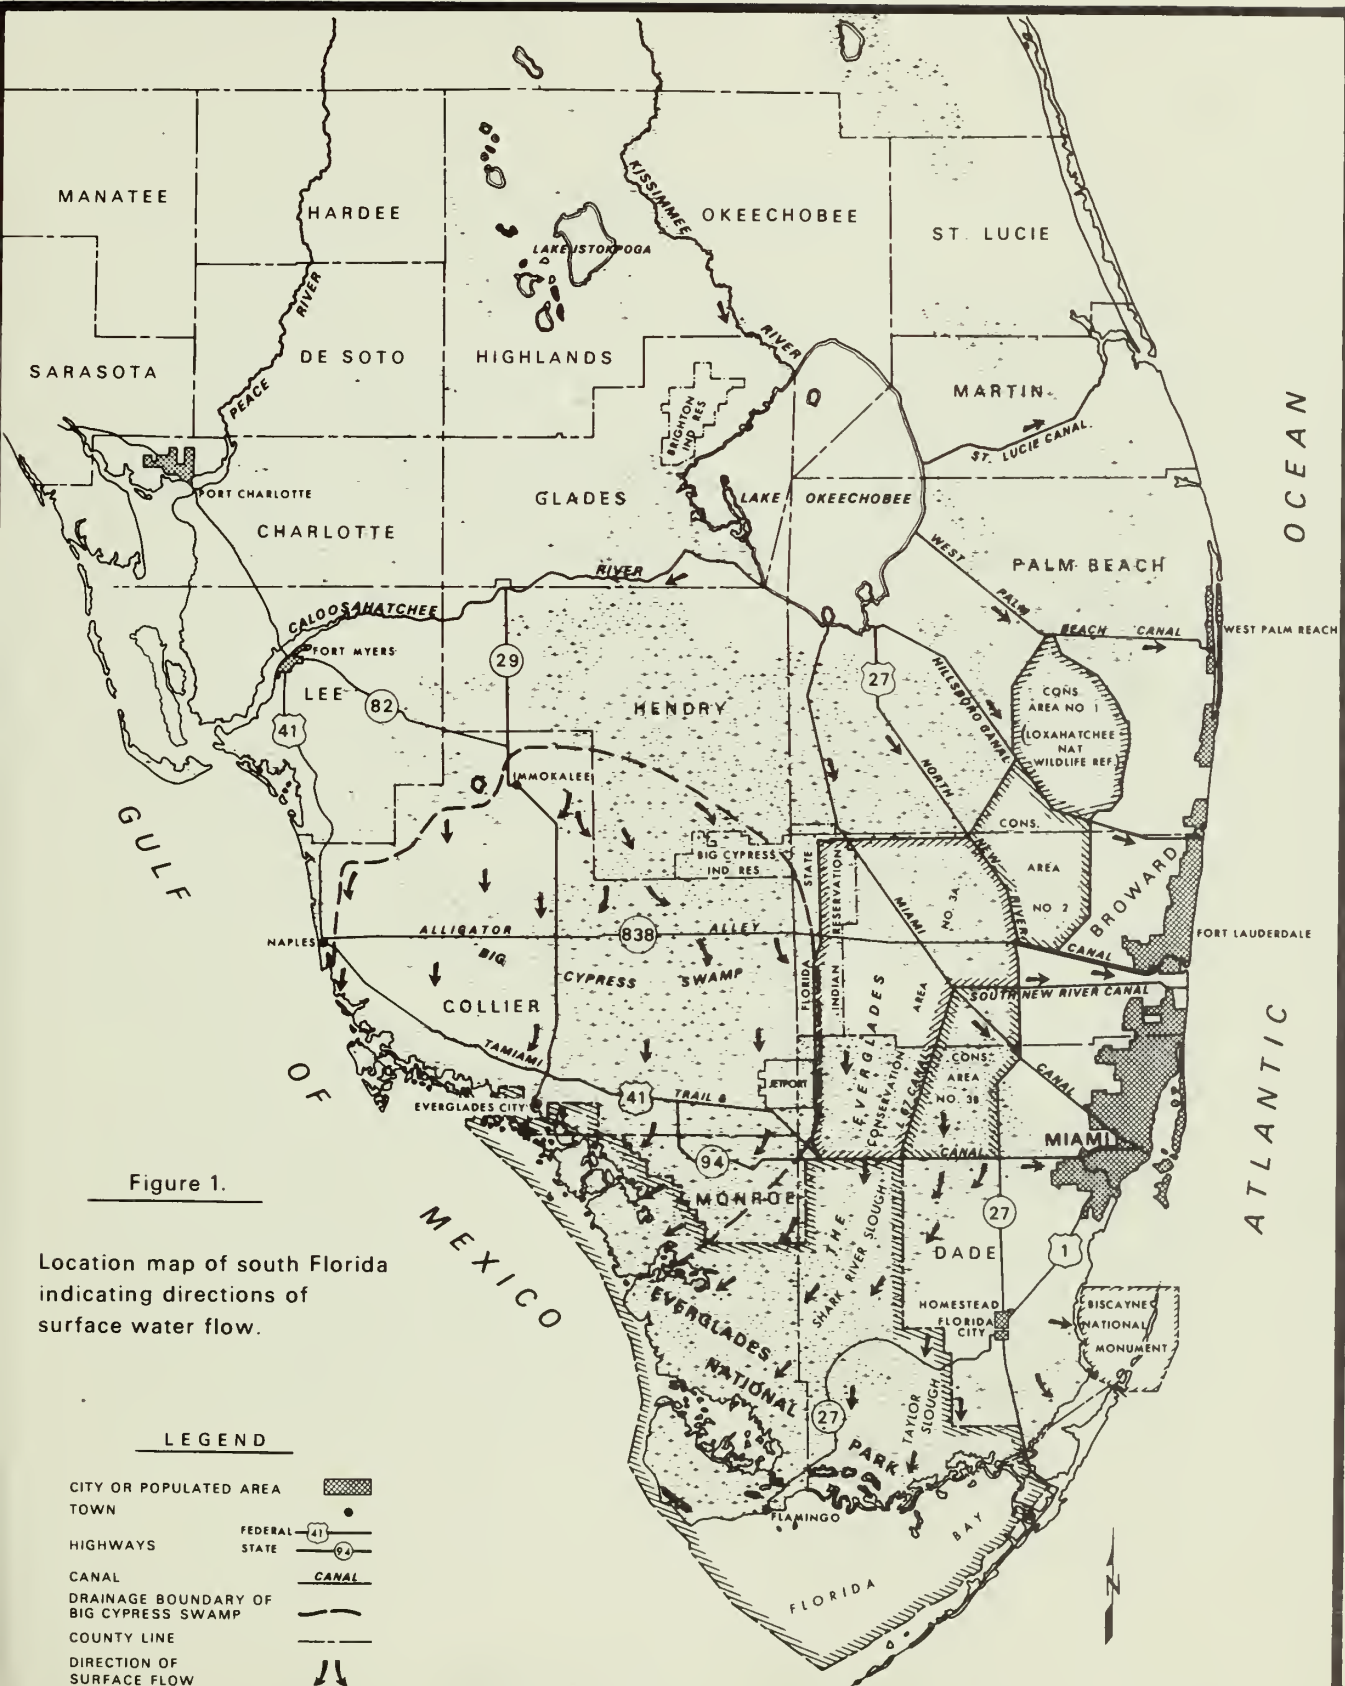 MANATEE
HARDEE
OKEECHOBEE
ST. LUCIE
KISSIMMEE
RIVER
LAKE ISTOKPOGA
PEACE
RIVER
DE SOTO
HIGHLANDS
SARASOTA
MARTIN
BRIGHTON
IND RES
ST. LUCIE CANAL
PORT CHARLOTTE
CHARLOTTE
GLADES
LAKE OKEECHOBEE
PALM BEACH
WEST PALM
BEACH CANAL
WEST PALM BEACH
CALOOSAHATCHEE
RIVER
FORT MYERS
LEE
82
41
29
27
HENDRY
HILLSBORO CANAL
CONS
AREA NO 1
(LOXAHATCHEE
NAT
WILDLIFE REF)
IMMOKALEE
NORTH
NEW RIVER
CANAL
CONS.
AREA
NO 2
BROWARD
BIG CYPRESS
IND RES
STATE
RESERVATION
FLORIDA
INDIAN
MIAMI
CANAL
NO. 3A
AREA
NAPLES
ALLIGATOR
838
ALLEY
BIG
CYPRESS
SWAMP
FORT LAUDERDALE
SOUTH NEW RIVER CANAL
COLLIER
TAMIAMI
41
TRAIL &
CANAL
EVERGLADES CITY
JETPORT
EVERGLADES
CONSERVATION
L 67 CANAL
CONS
AREA
NO. 3B
MIAMI
94
MONROE
THE
SHARK RIVER SLOUGH
DADE
27
1
HOMESTEAD
FLORIDA
CITY
BISCAYNE
NATIONAL
MONUMENT
EVERGLADES
NATIONAL
PARK
27
TAYLOR
SLOUGH
FLAMINGO
FLORIDA
BAY
GULF
OF
MEXICO
ATLANTIC
OCEAN
N
Figure 1.
Location map of south Florida
indicating directions of
surface water flow.
LEGEND
CITY OR POPULATED AREA
TOWN
HIGHWAYS
FEDERAL 41
STATE 94
CANAL CANAL
DRAINAGE BOUNDARY OF
BIG CYPRESS SWAMP
COUNTY LINE
DIRECTION OF
SURFACE FLOW